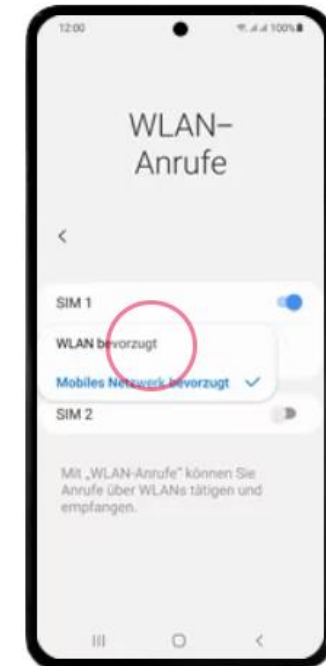 12:00
100%
WLAN–
Anrufe
SIM 1
WLAN bevorzugt
Mobiles Netzwerk bevorzugt
SIM 2
Mit „WLAN-Anrufe“ können Sie
Anrufe über WLANs tätigen und
empfangen.